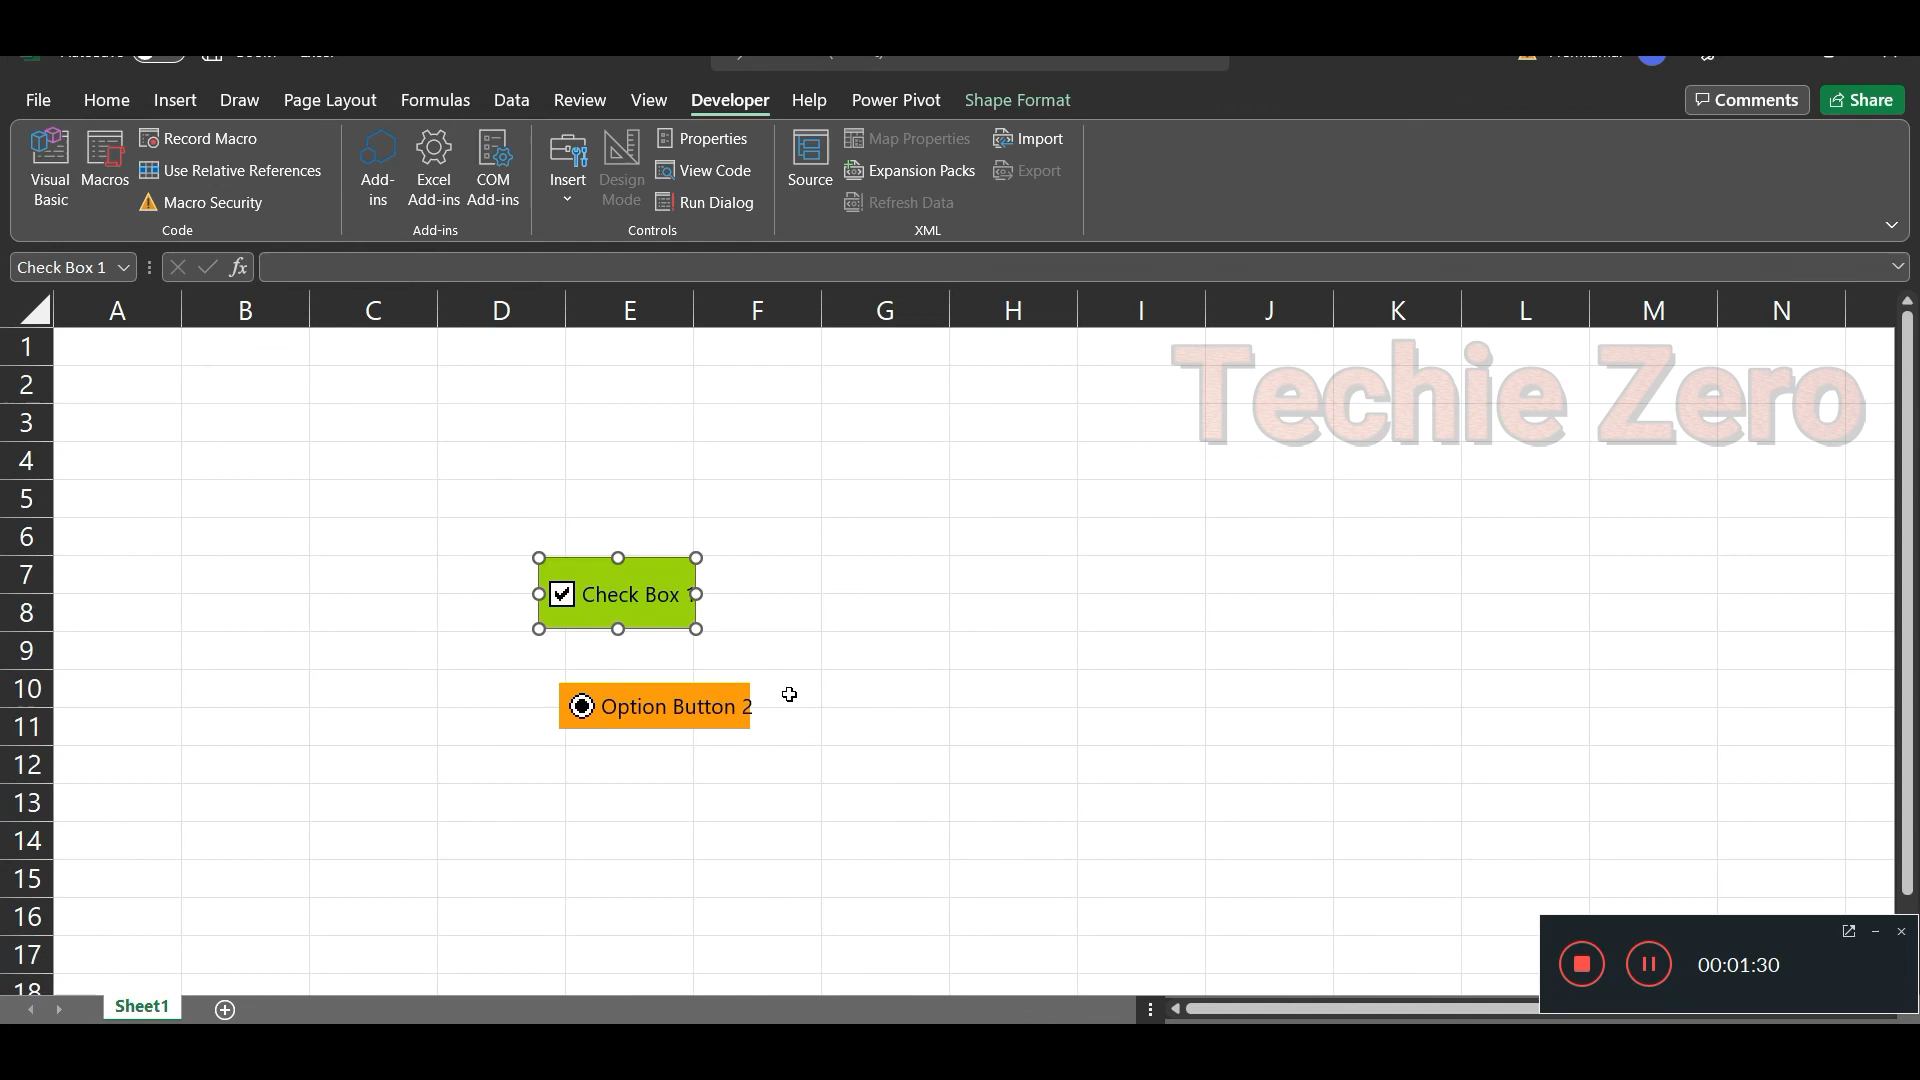 File Home Insert Draw Page Layout Formulas Data Review View Developer Help Power Pivot Shape Format Comments Share
Visual Basic
Macros
Record Macro
Use Relative References
Macro Security
Code
Add-ins
Excel Add-ins
COM Add-ins
Add-ins
Insert
Design Mode
Properties
View Code
Run Dialog
Controls
Source
Map Properties
Expansion Packs
Refresh Data
Import
Export
XML
Check Box 1
fx
A B C D E F G H I J K L M N
1
2
3
4
5
6
7
8
9
10
11
12
13
14
15
16
17
18
Techie Zero
Check Box 1
Option Button 2
00:01:30
Sheet1